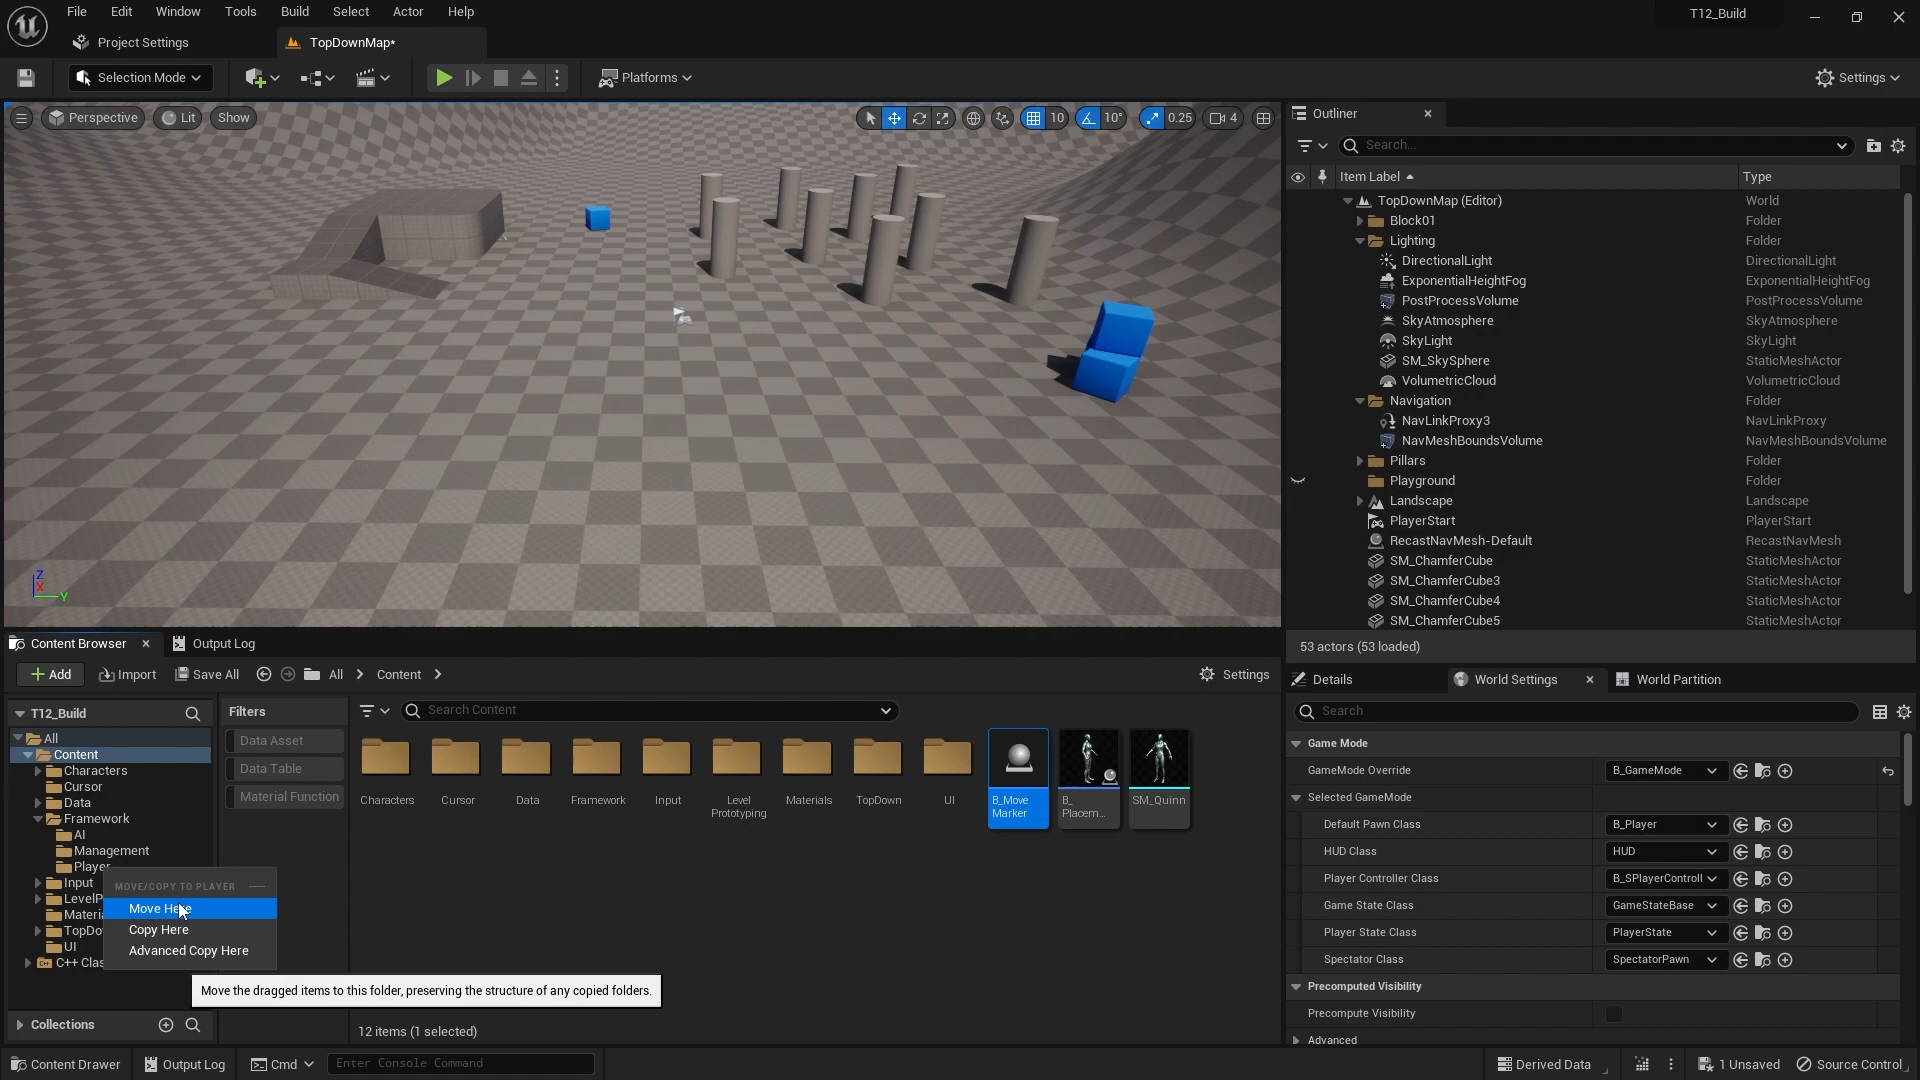 File Edit Window Tools Build Select Actor Help T12_Build
Project Settings TopDownMap*
Selection Mode Platforms Settings
Perspective Lit Show 10 10° 0.25 4
Outliner
Search...
Item Label Type
TopDownMap (Editor) World
Block01 Folder
Lighting Folder
DirectionalLight DirectionalLight
ExponentialHeightFog ExponentialHeightFog
PostProcessVolume PostProcessVolume
SkyAtmosphere SkyAtmosphere
SkyLight SkyLight
SM_SkySphere StaticMeshActor
VolumetricCloud VolumetricCloud
Navigation Folder
NavLinkProxy3 NavLinkProxy
NavMeshBoundsVolume NavMeshBoundsVolume
Pillars Folder
Playground Folder
Landscape Landscape
PlayerStart PlayerStart
RecastNavMesh-Default RecastNavMesh
SM_ChamferCube StaticMeshActor
SM_ChamferCube3 StaticMeshActor
SM_ChamferCube4 StaticMeshActor
SM_ChamferCube5 StaticMeshActor
53 actors (53 loaded)
Z
X
Y
Content Browser Output Log
Add Import Save All All Content Settings
T12_Build
All
Content
Characters
Cursor
Data
Framework
AI
Management
Player
Input
LevelP
Materi
TopDo
UI
C++ Clas
Collections
MOVE/COPY TO PLAYER
Move Here
Copy Here
Advanced Copy Here
Move the dragged items to this folder, preserving the structure of any copied folders.
Filters
Data Asset
Data Table
Material Function
Search Content
Characters Cursor Data Framework Input Level Prototyping Materials TopDown UI B_Move Marker B_ Placem... SM_Quinn
12 items (1 selected)
Details World Settings World Partition
Search
Game Mode
GameMode Override B_GameMode
Selected GameMode
Default Pawn Class B_Player
HUD Class HUD
Player Controller Class B_SPlayerControll
Game State Class GameStateBase
Player State Class PlayerState
Spectator Class SpectatorPawn
Precomputed Visibility
Precompute Visibility
Advanced
Content Drawer Output Log Cmd Enter Console Command Derived Data 1 Unsaved Source Control